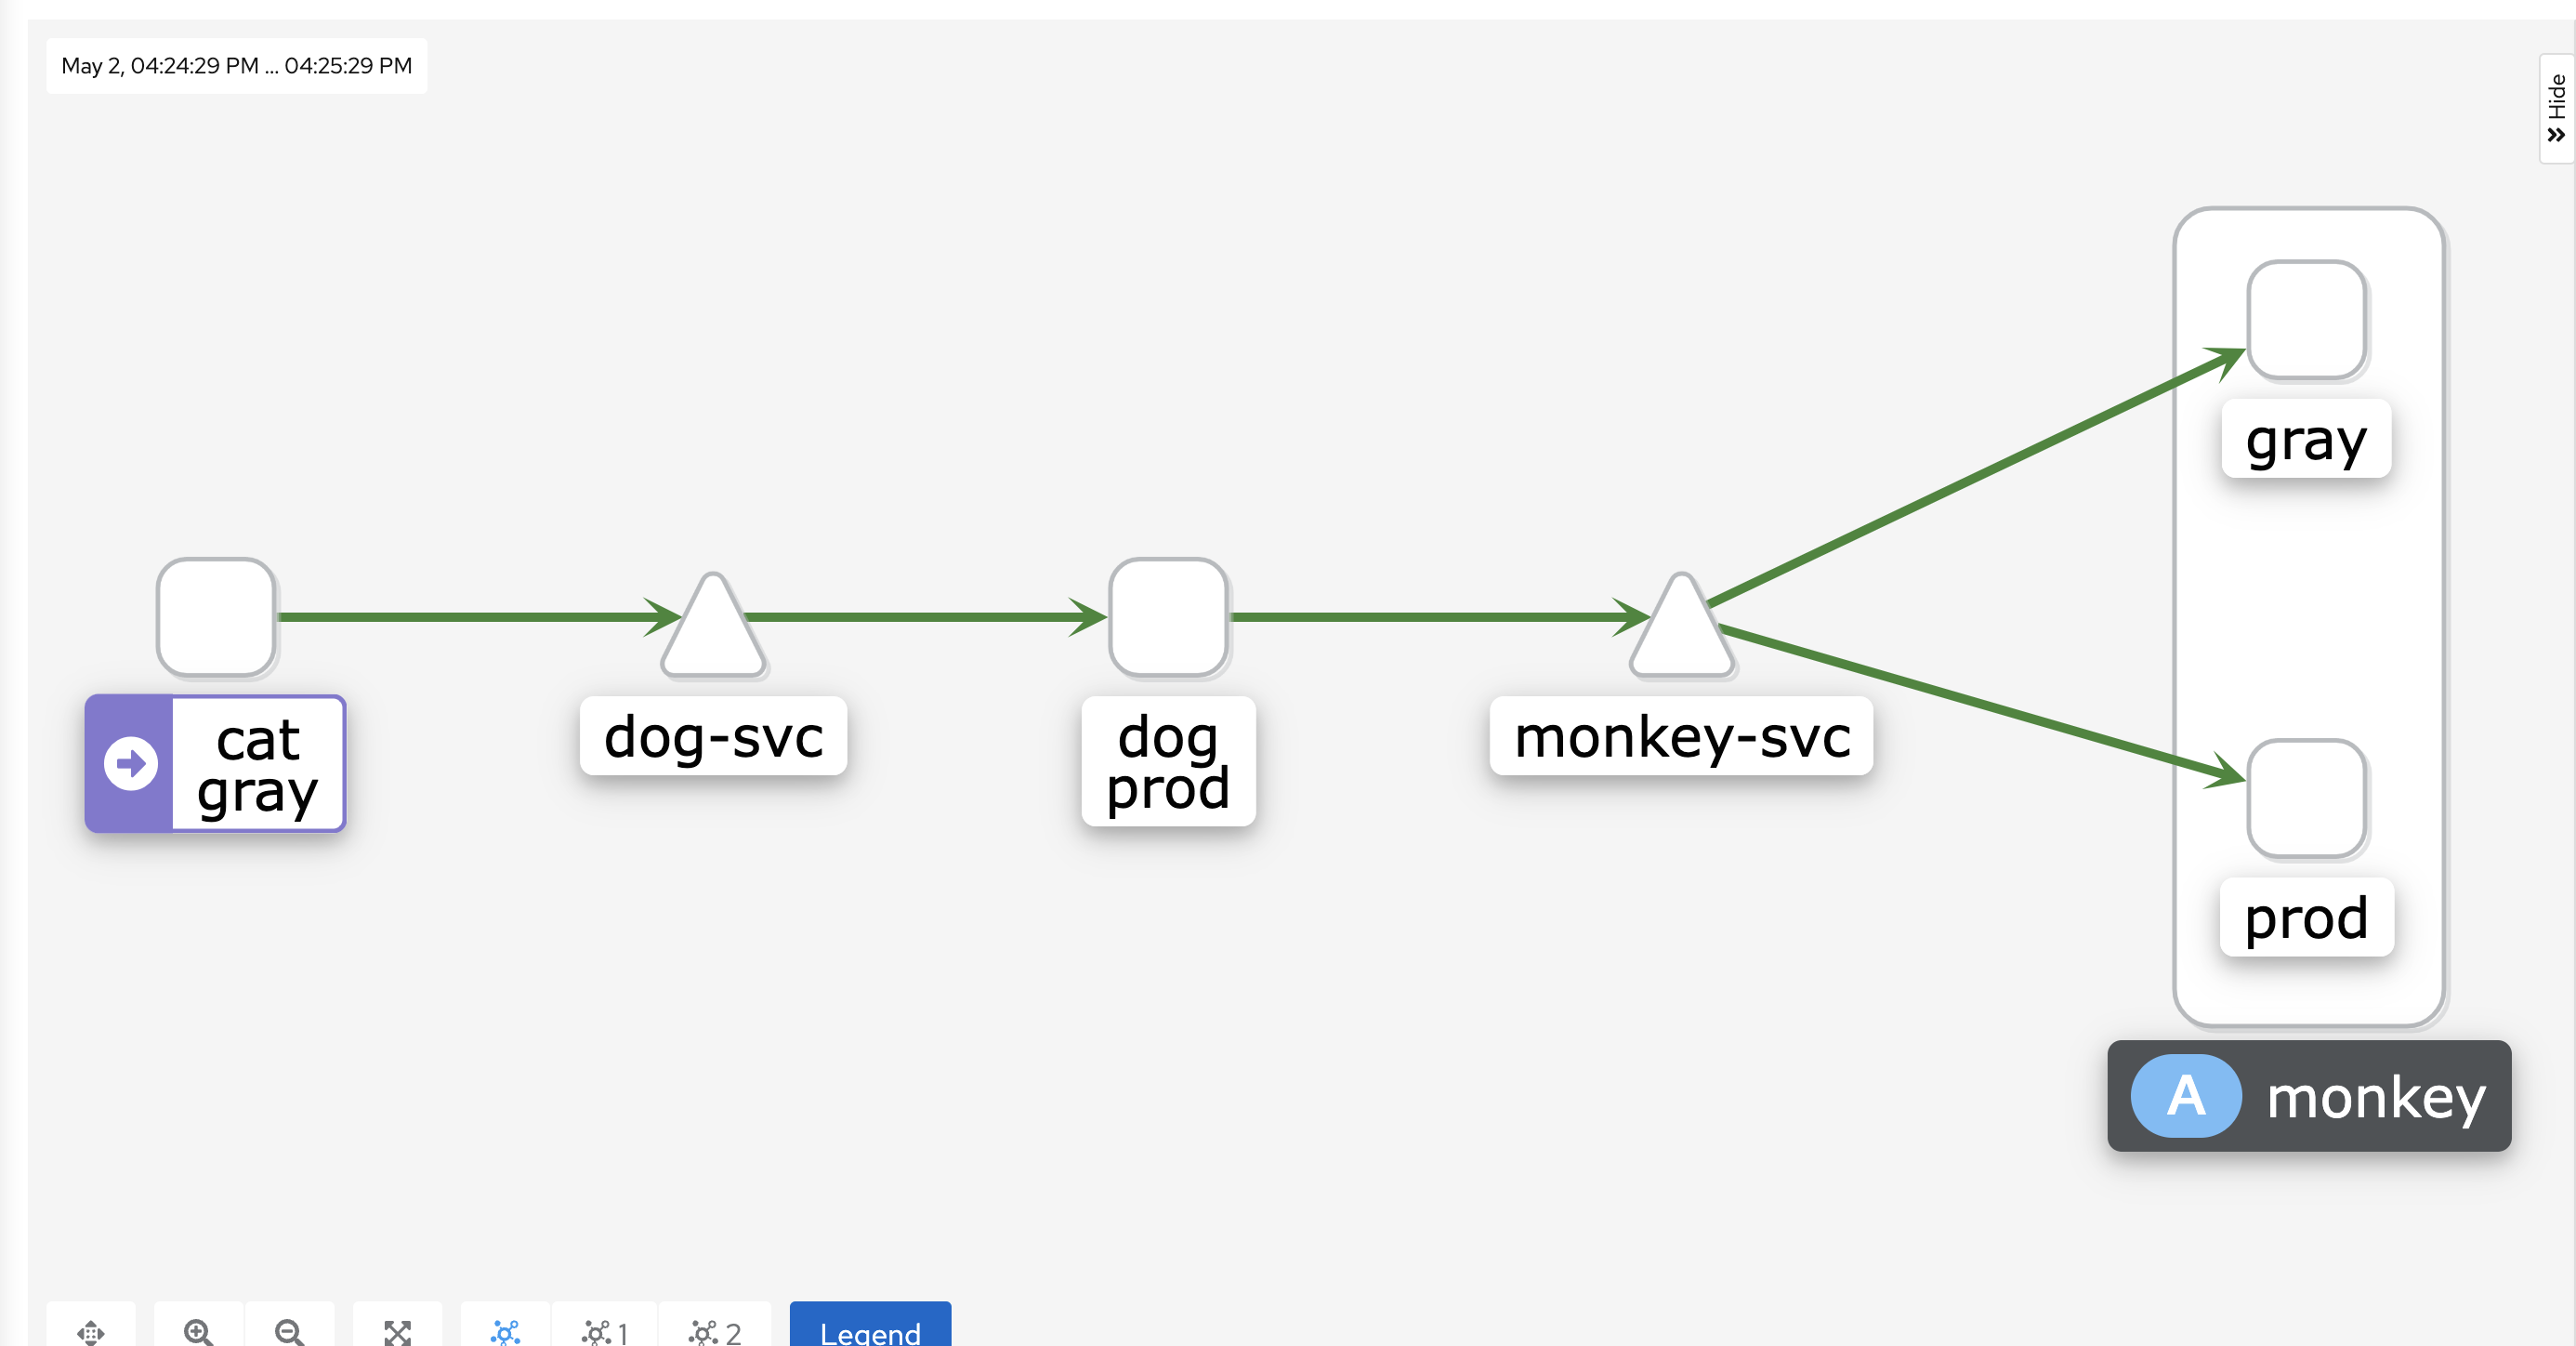 May 2, 04:24:29 PM ... 04:25:29 PM
Hide
gray
cat
gray
dog-svc
dog
prod
monkey-svc
prod
A monkey
1
2
Legend